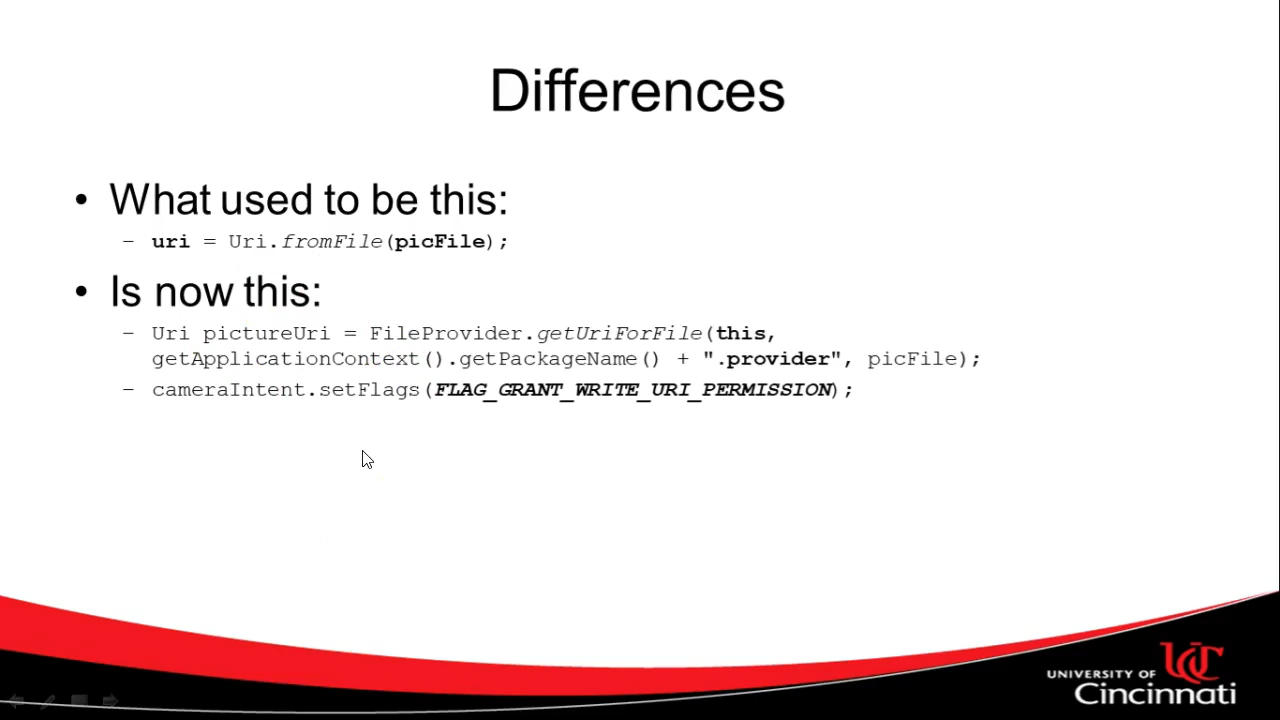 Differences
• What used to be this:
– uri = Uri.fromFile(picFile);
• Is now this:
– Uri pictureUri = FileProvider.getUriForFile(this,
getApplicationContext().getPackageName() + ".provider", picFile);
– cameraIntent.setFlags(FLAG_GRANT_WRITE_URI_PERMISSION);
UC
UNIVERSITY OF
Cincinnati